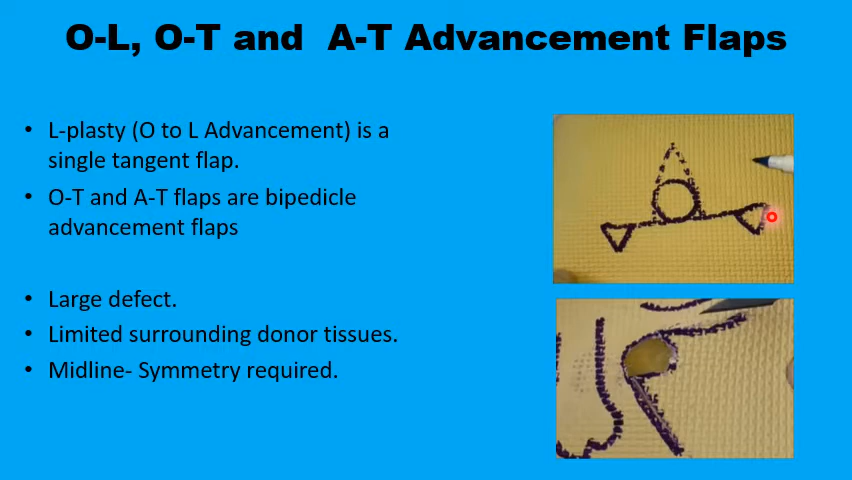 O-L, O-T and  A-T Advancement Flaps
• L-plasty (O to L Advancement) is a
single tangent flap.
• O-T and A-T flaps are bipedicle
advancement flaps
• Large defect.
• Limited surrounding donor tissues.
• Midline- Symmetry required.